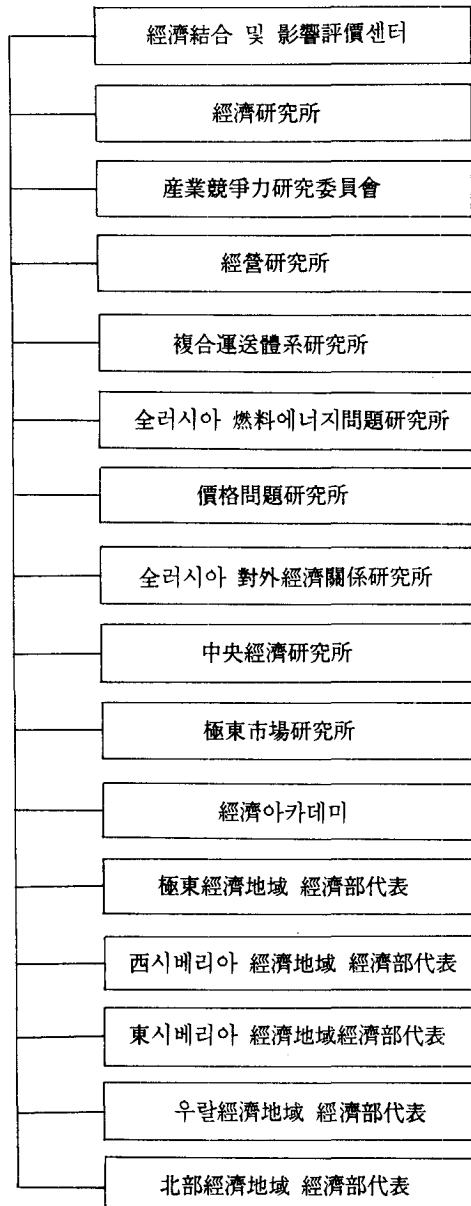 經濟結合 및 影響評價센터
經濟研究所
産業競爭力研究委員會
經營研究所
複合運送體系研究所
全러시아 燃料에너지問題研究所
價格問題研究所
全러시아 對外經濟關係研究所
中央經濟研究所
極東市場研究所
經濟아카데미
極東經濟地域 經濟部代表
西시베리아 經濟地域 經濟部代表
東시베리아 經濟地域經濟部代表
우랄經濟地域 經濟部代表
北部經濟地域 經濟部代表